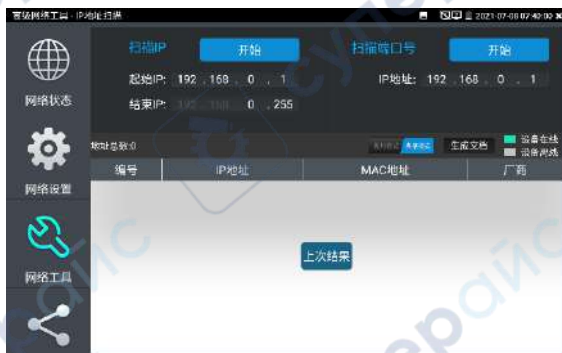 高级网络工具 - IP地址扫描
2021-07-08 07:40:00
扫描IP 开始 扫描端口号 开始
起始IP: 192 . 168 . 0 . 1 IP地址: 192 . 168 . 0 . 1
结束IP: 192 . 168 . 0 . 255
网络状态
地址总数:0 生成文档 设备在线
设备离线
编号 IP地址 MAC地址 厂商
网络设置
上次结果
网络工具